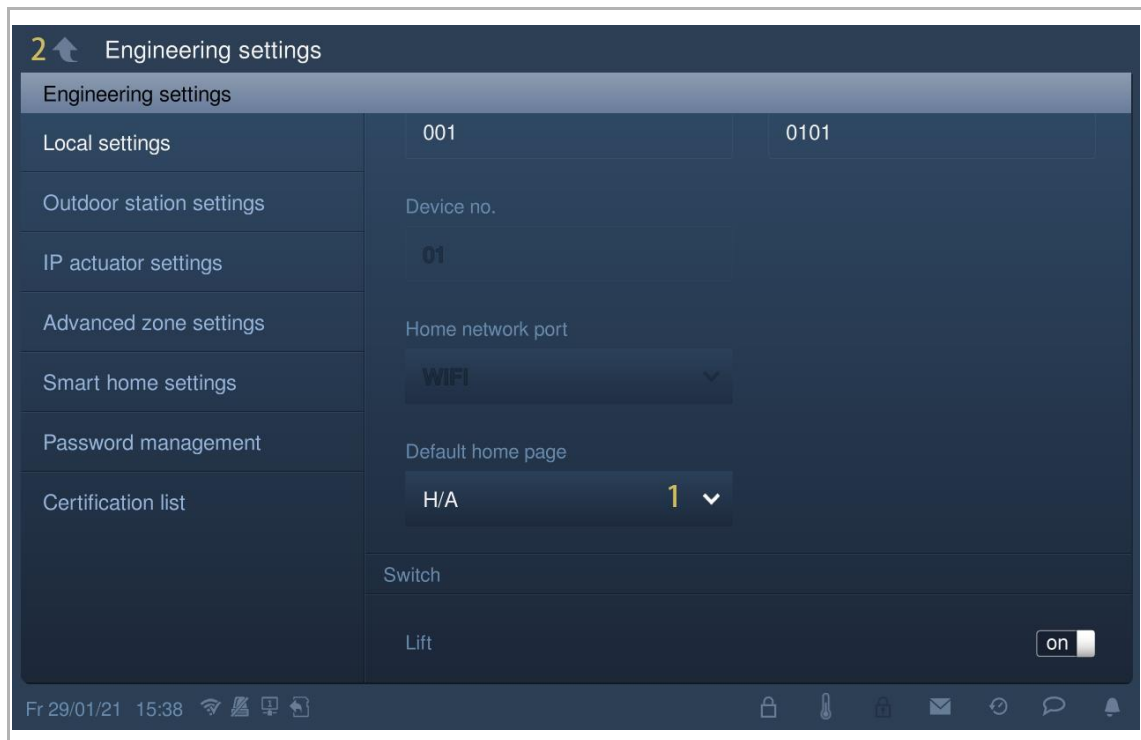 2 Engineering settings
Engineering settings
Local settings
Outdoor station settings
IP actuator settings
Advanced zone settings
Smart home settings
Password management
Certification list
001 0101
Device no.
01
Home network port
WIFI
Default home page
H/A 1
Switch
Lift on
Fr 29/01/21 15:38